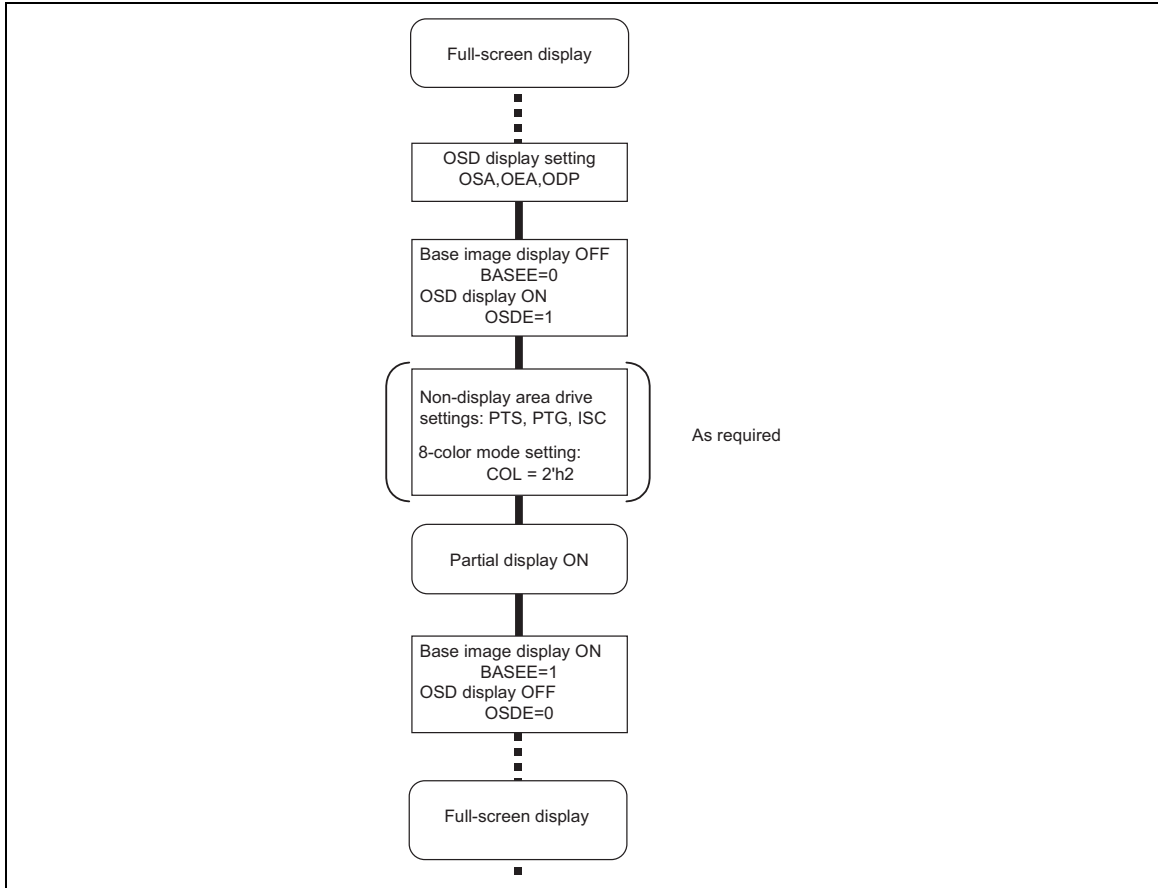 Full-screen display
OSD display setting
OSA,OEA,ODP
Base image display OFF
BASEE=0
OSD display ON
OSDE=1
Non-display area drive
settings: PTS, PTG, ISC
8-color mode setting:
COL = 2'h2
As required
Partial display ON
Base image display ON
BASEE=1
OSD display OFF
OSDE=0
Full-screen display